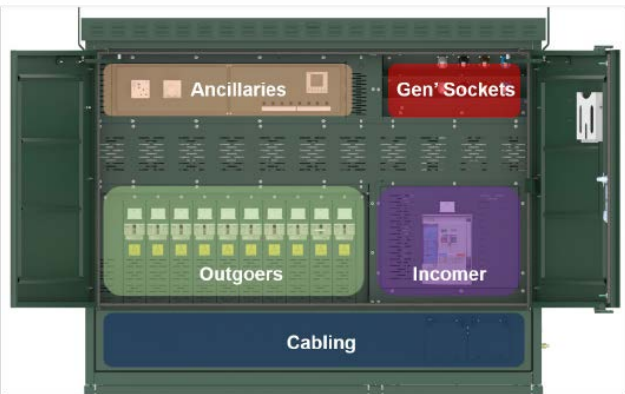 Ancillaries
Gen' Sockets
Outgoers
Incomer
Cabling